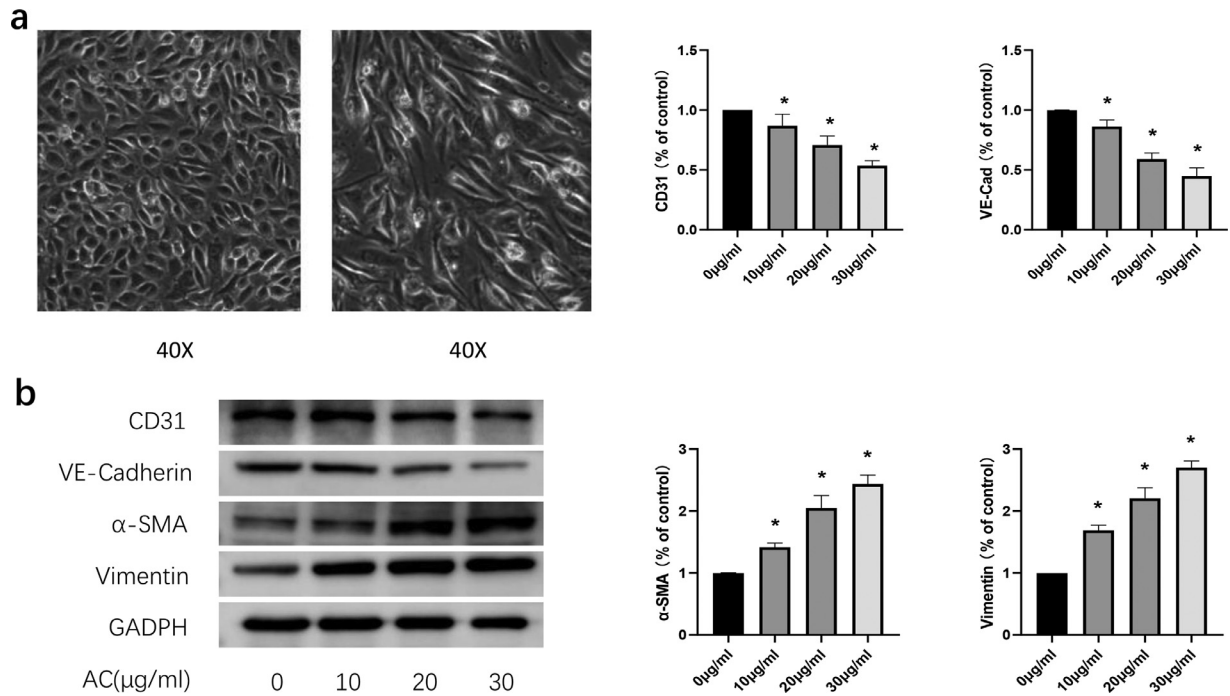 a
40X
40X
CD31 (% of control)
1.5
1.0
0.5
0.0
*
*
*
0μg/ml
10μg/ml
20μg/ml
30μg/ml
VE-Cad (% of control)
1.5
1.0
0.5
0.0
*
*
*
0μg/ml
10μg/ml
20μg/ml
30μg/ml
b
CD31
VE-Cadherin
α-SMA
Vimentin
GADPH
AC(μg/ml)
0
10
20
30
α-SMA (% of control)
3
2
1
0
*
*
*
0μg/ml
10μg/ml
20μg/ml
30μg/ml
Vimentin (% of control)
3
2
1
0
*
*
*
0μg/ml
10μg/ml
20μg/ml
30μg/ml